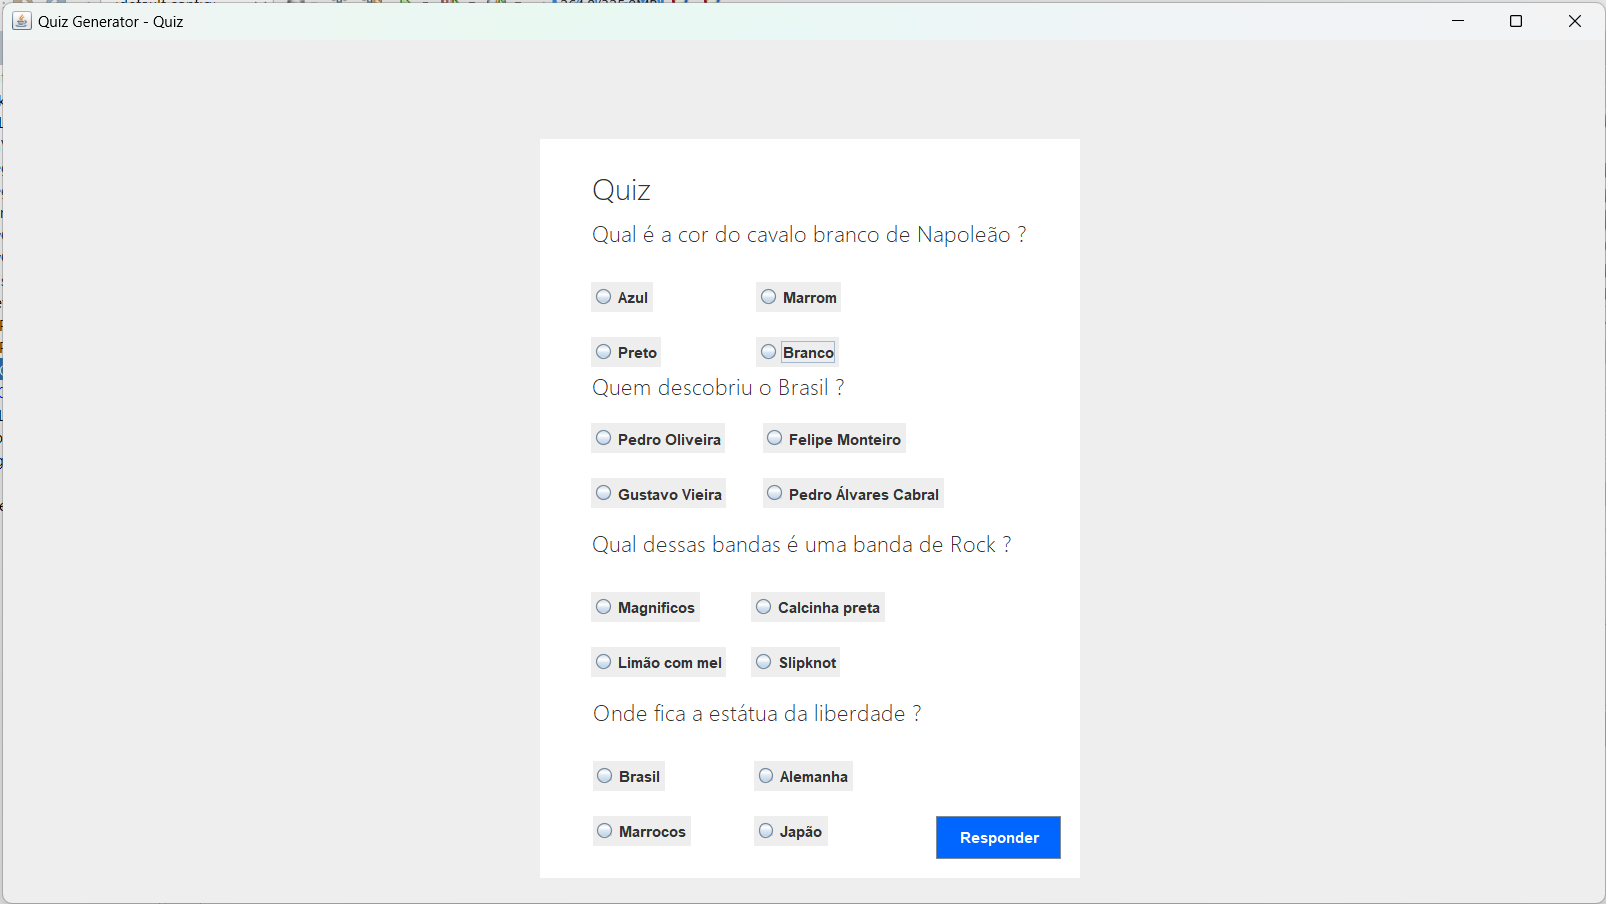 Quiz Generator - Quiz
Quiz
Qual é a cor do cavalo branco de Napoleão ?
Azul Marrom
Preto Branco
Quem descobriu o Brasil ?
Pedro Oliveira Felipe Monteiro
Gustavo Vieira Pedro Álvares Cabral
Qual dessas bandas é uma banda de Rock ?
Magnificos Calcinha preta
Limão com mel Slipknot
Onde fica a estátua da liberdade ?
Brasil Alemanha
Marrocos Japão
Responder